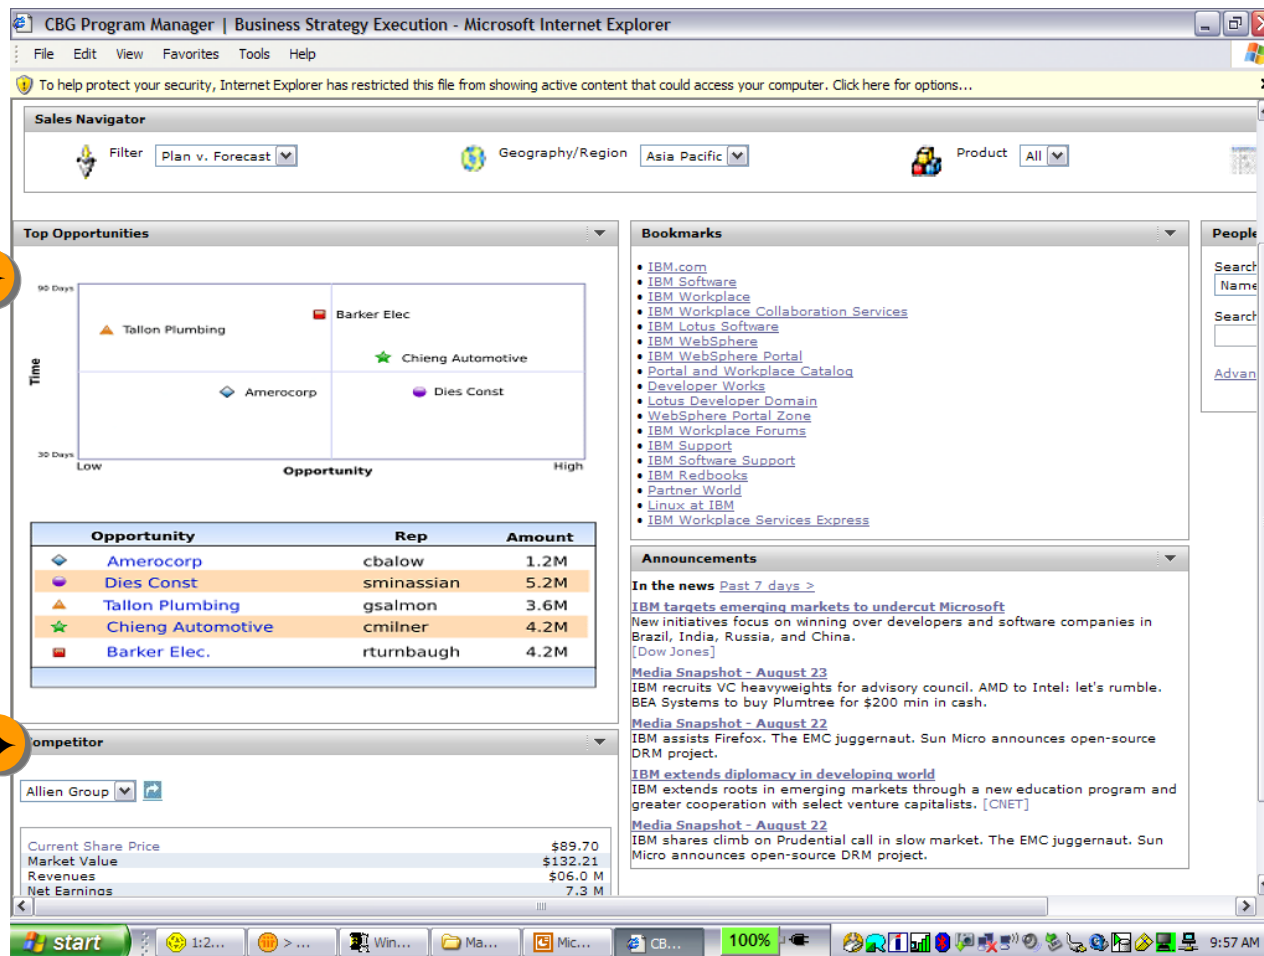 CBG Program Manager | Business Strategy Execution - Microsoft Internet Explorer
File Edit View Favorites Tools Help
To help protect your security, Internet Explorer has restricted this file from showing active content that could access your computer. Click here for options...
Sales Navigator
Filter Plan v. Forecast Geography/Region Asia Pacific Product All
Top Opportunities
90 Days
Barker Elec
Tallon Plumbing
Chieng Automotive
Time
Amerocorp
Dies Const
30 Days
Low Opportunity High
Opportunity Rep Amount
Amerocorp cbalow 1.2M
Dies Const sminassian 5.2M
Tallon Plumbing gsalmon 3.6M
Chieng Automotive cmilner 4.2M
Barker Elec. rturnbaugh 4.2M
ompetitor
Allien Group
Current Share Price $89.70
Market Value $132.21
Revenues $06.0 M
Net Earnings 7.3 M
Bookmarks
• IBM.com
• IBM Software
• IBM Workplace
• IBM Workplace Collaboration Services
• IBM Lotus Software
• IBM WebSphere
• IBM WebSphere Portal
• Portal and Workplace Catalog
• Developer Works
• Lotus Developer Domain
• WebSphere Portal Zone
• IBM Workplace Forums
• IBM Support
• IBM Software Support
• IBM Redbooks
• Partner World
• Linux at IBM
• IBM Workplace Services Express
Announcements
In the news Past 7 days >
IBM targets emerging markets to undercut Microsoft
New initiatives focus on winning over developers and software companies in
Brazil, India, Russia, and China.
[Dow Jones]
Media Snapshot - August 23
IBM recruits VC heavyweights for advisory council. AMD to Intel: let's rumble.
BEA Systems to buy Plumtree for $200 min in cash.
Media Snapshot - August 22
IBM assists Firefox. The EMC juggernaut. Sun Micro announces open-source
DRM project.
IBM extends diplomacy in developing world
IBM extends roots in emerging markets through a new education program and
greater cooperation with select venture capitalists. [CNET]
Media Snapshot - August 22
IBM shares climb on Prudential call in slow market. The EMC juggernaut. Sun
Micro announces open-source DRM project.
People
Search
Name
Search
Advan
start 1:2... > ... Win... Ma... Mic... CB... 100% 9:57 AM